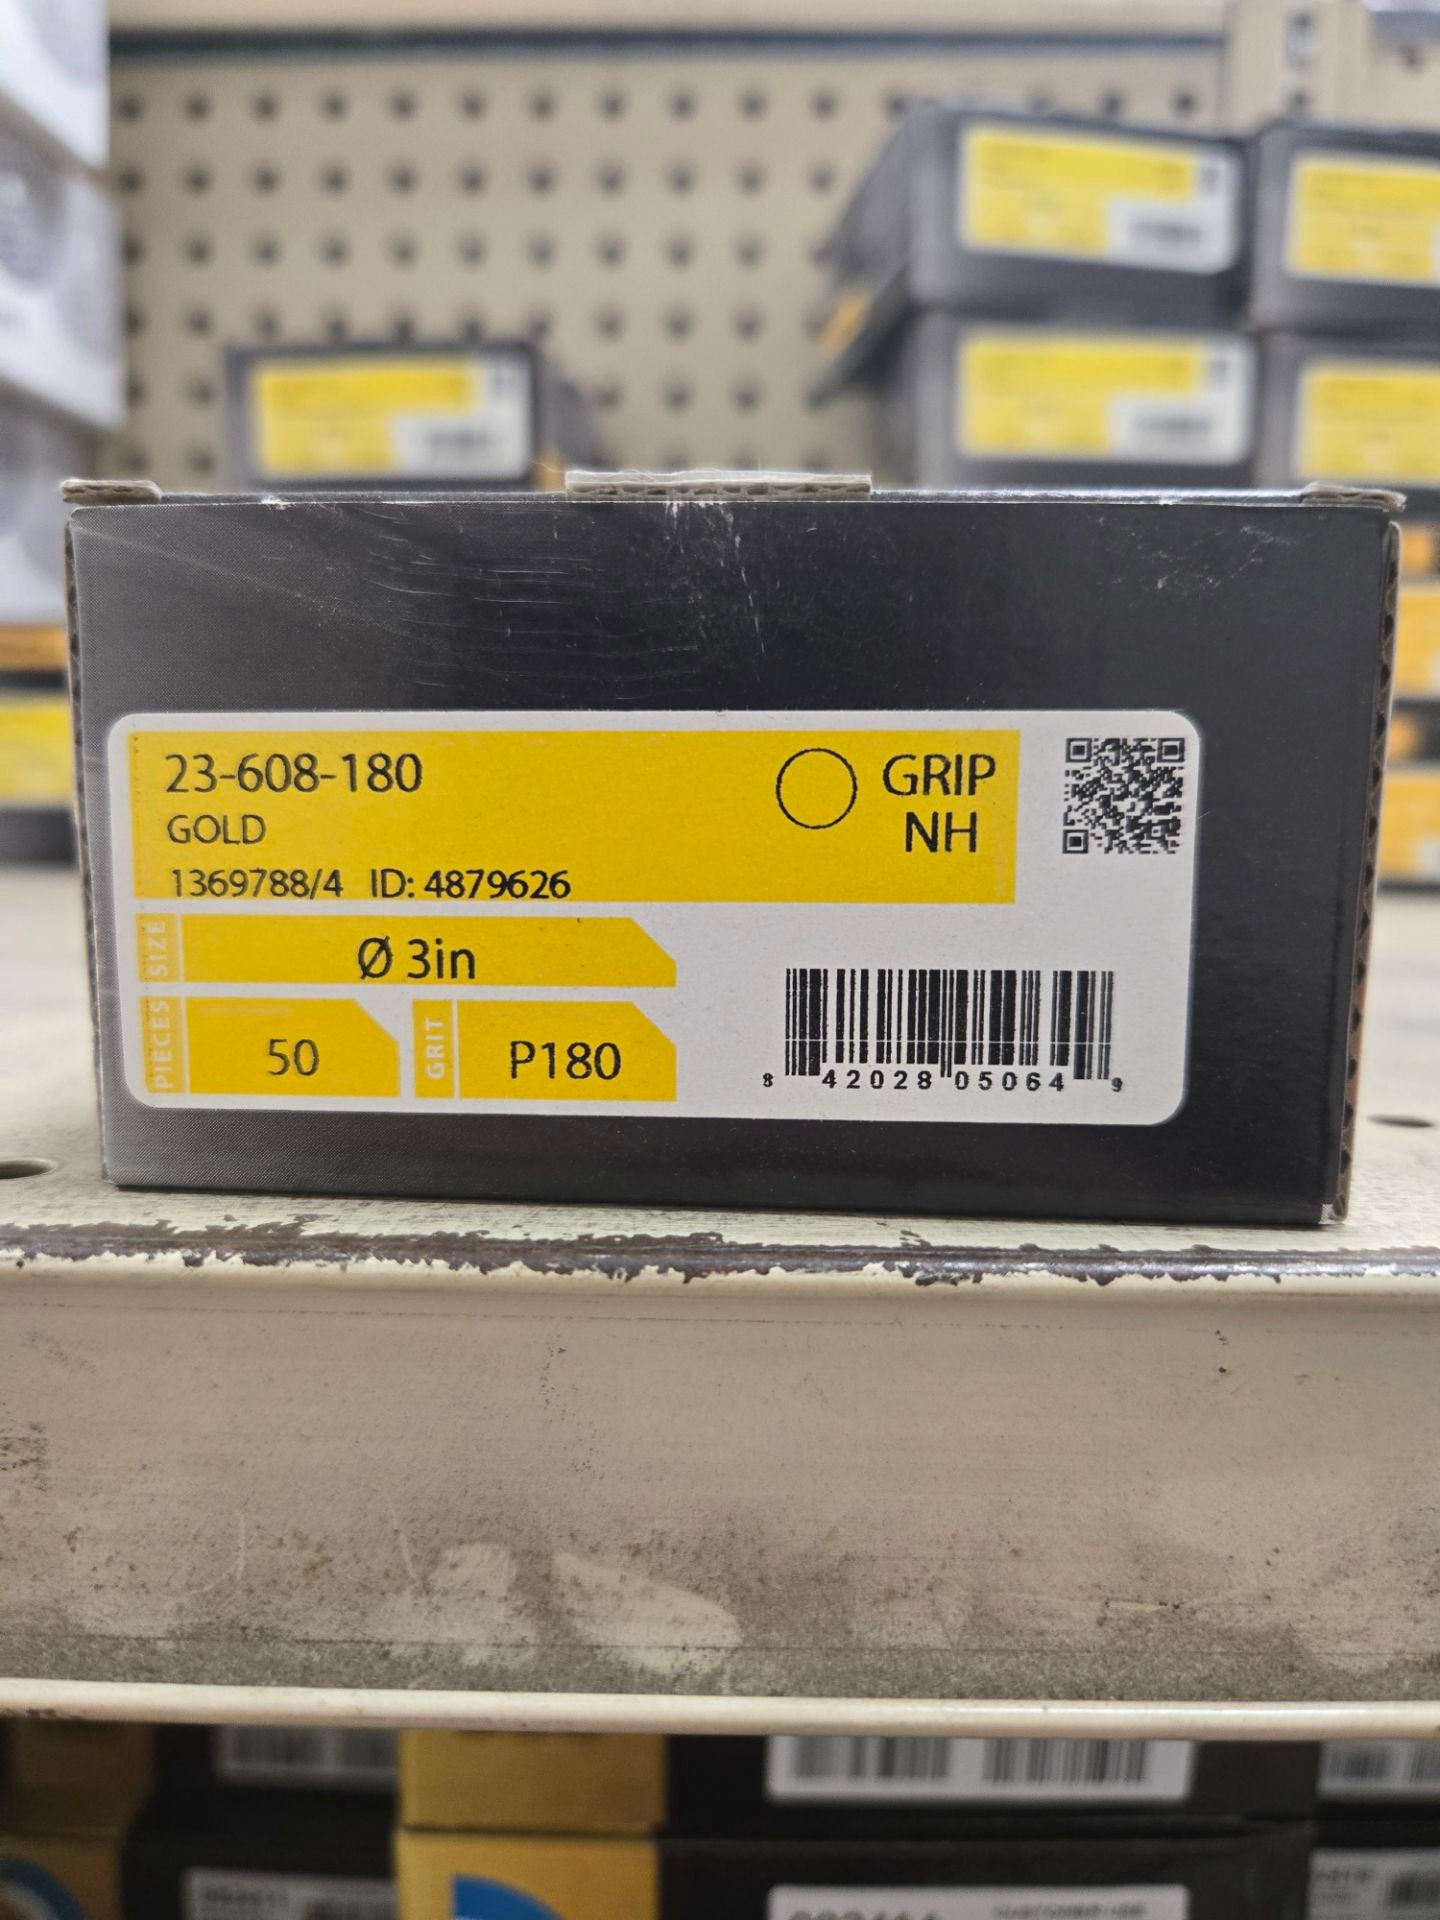 23-608-180
GOLD
1369788/4 ID: 4879626
GRIP
NH
SIZE
Ø 3in
PIECES
50
GRIT
P180
8 42028 05064 9